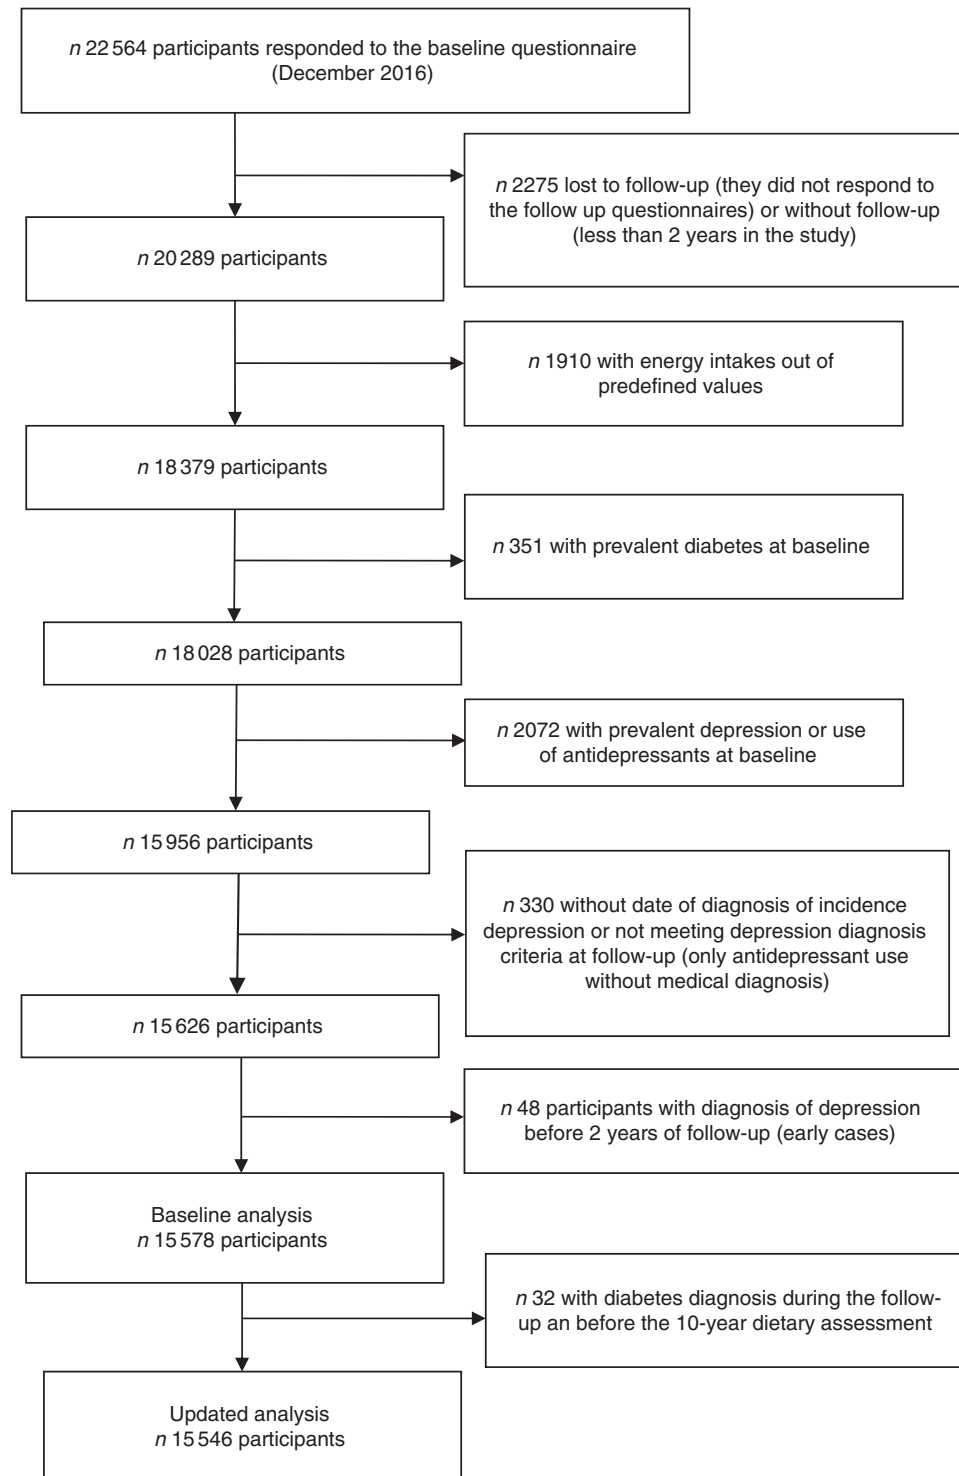 n 22 564 participants responded to the baseline questionnaire
(December 2016)
n 2275 lost to follow-up (they did not respond to
the follow up questionnaires) or without follow-up
(less than 2 years in the study)
n 20 289 participants
n 1910 with energy intakes out of
predefined values
n 18 379 participants
n 351 with prevalent diabetes at baseline
n 18 028 participants
n 2072 with prevalent depression or use
of antidepressants at baseline
n 15 956 participants
n 330 without date of diagnosis of incidence
depression or not meeting depression diagnosis
criteria at follow-up (only antidepressant use
without medical diagnosis)
n 15 626 participants
n 48 participants with diagnosis of depression
before 2 years of follow-up (early cases)
Baseline analysis
n 15 578 participants
n 32 with diabetes diagnosis during the follow-
up an before the 10-year dietary assessment
Updated analysis
n 15 546 participants